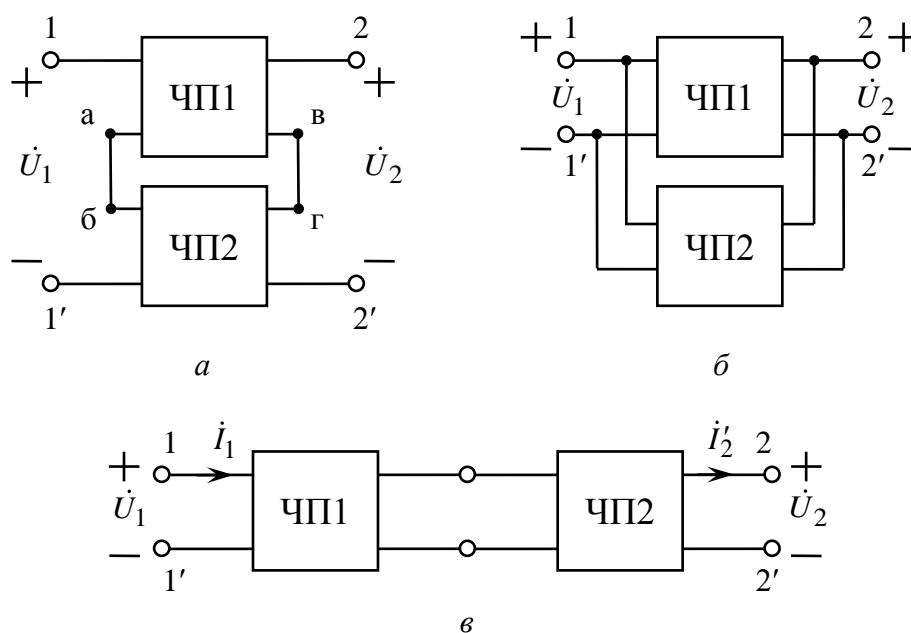 1 2
+ ЧП1 +
а в
U̇1 U̇2
б г
ЧП2
− −
1′ 2′
а
+ 1 2 +
U̇1 ЧП1 U̇2
− 1′ 2′ −
ЧП2
б
1 İ1 İ′2 2
+ +
U̇1 ЧП1 ЧП2 U̇2
− −
1′ 2′
в